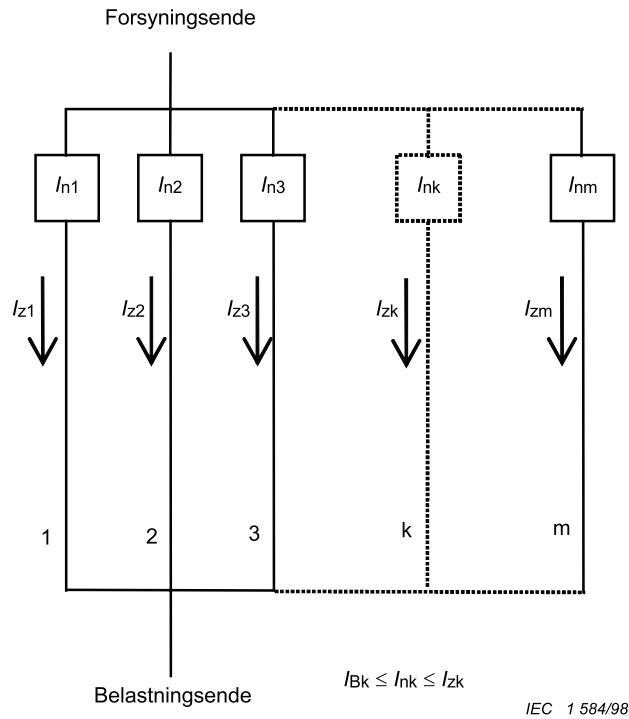 Forsyningsende
In1 In2 In3 Ink Inm
Iz1 Iz2 Iz3 Izk Izm
1 2 3 k m
IBk ≤ Ink ≤ Izk
Belastningsende
IEC 1 584/98